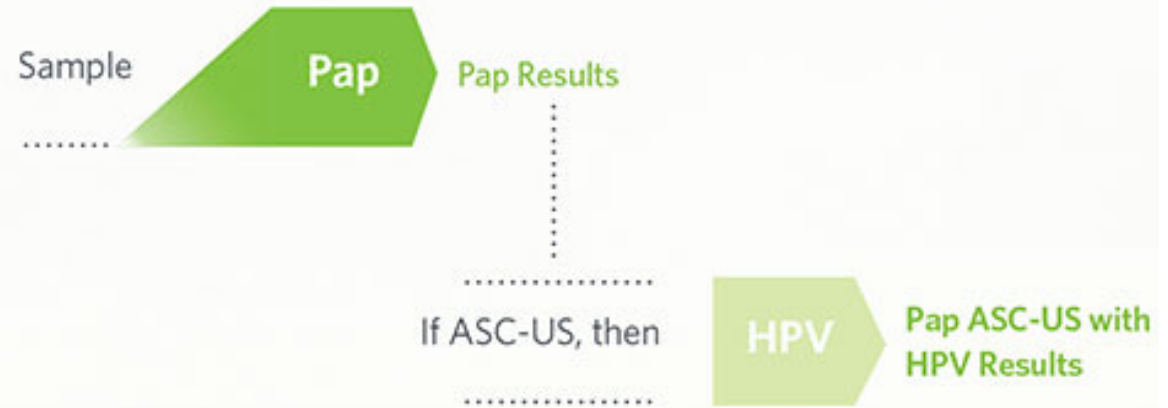 Sample
Pap
Pap Results
If ASC-US, then
HPV
Pap ASC-US with
HPV Results